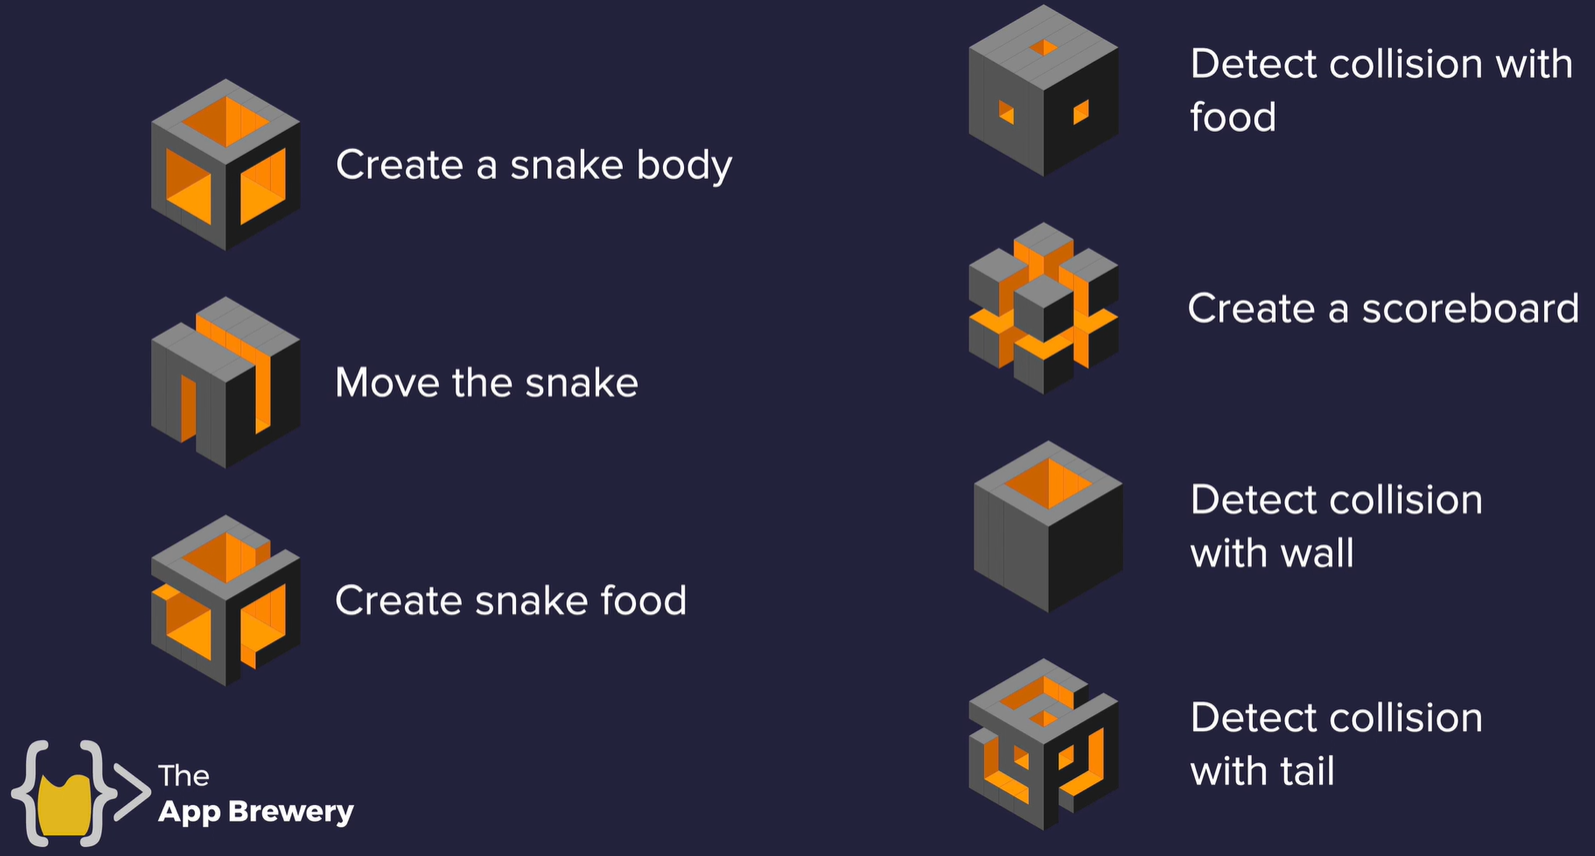 Create a snake body
Move the snake
Create snake food
Detect collision with
food
Create a scoreboard
Detect collision
with wall
Detect collision
with tail
The
App Brewery